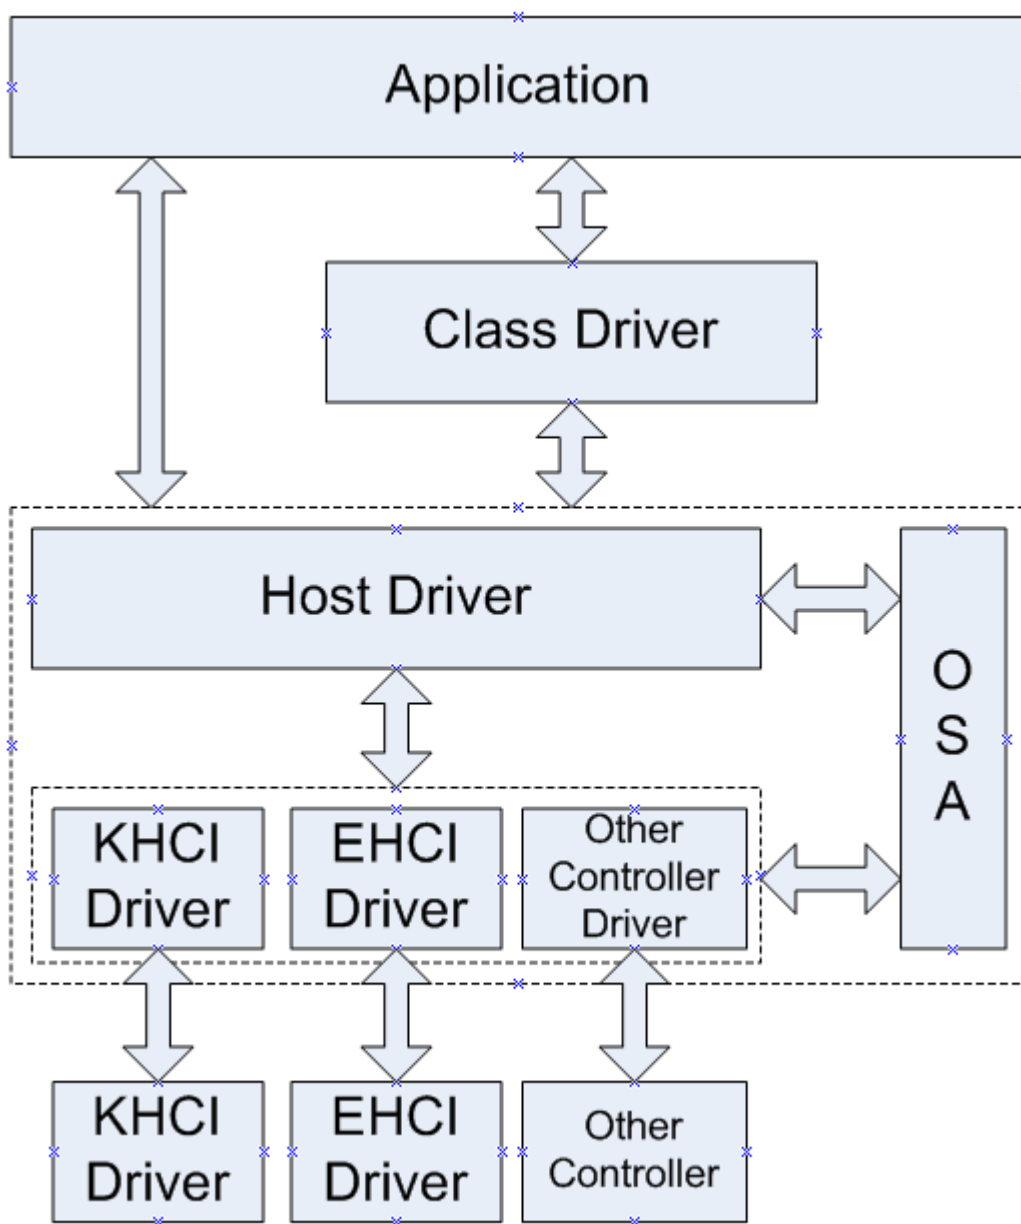 Application
Class Driver
Host Driver
O
S
A
KHCI
Driver
EHCI
Driver
Other
Controller
Driver
KHCI
Driver
EHCI
Driver
Other
Controller